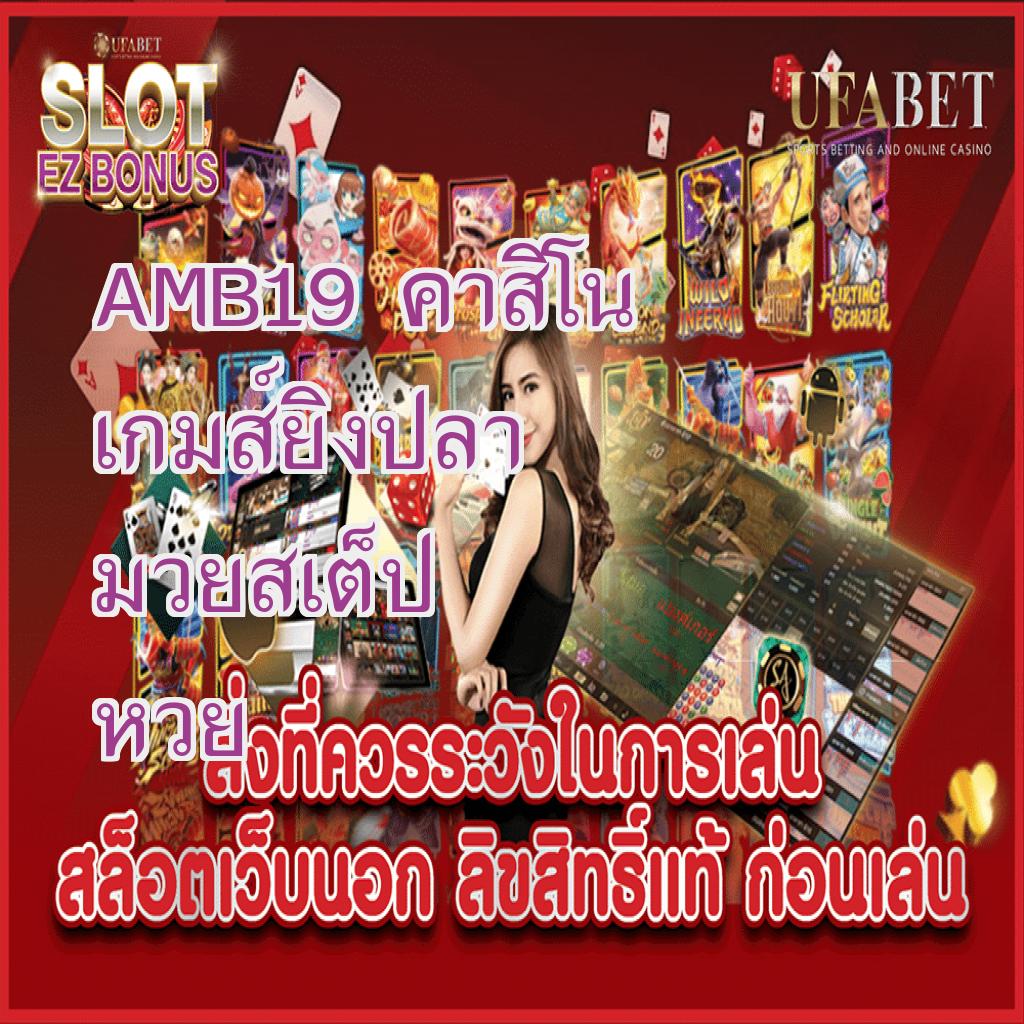 UFABET
SLOT
EZ BONUS
UFABET
SPORTS BETTING AND ONLINE CASINO
WILD
INFERNO
FLIRTING
SCHOLAR
AMB19 คาสิโน
เกมส์ยิงปลา
มวยสเต็ป
หวย
ที่ควรระวังในการเล่น
สล็อตเว็บนอก ลิขสิทธิ์แท้ ก่อนเล่น